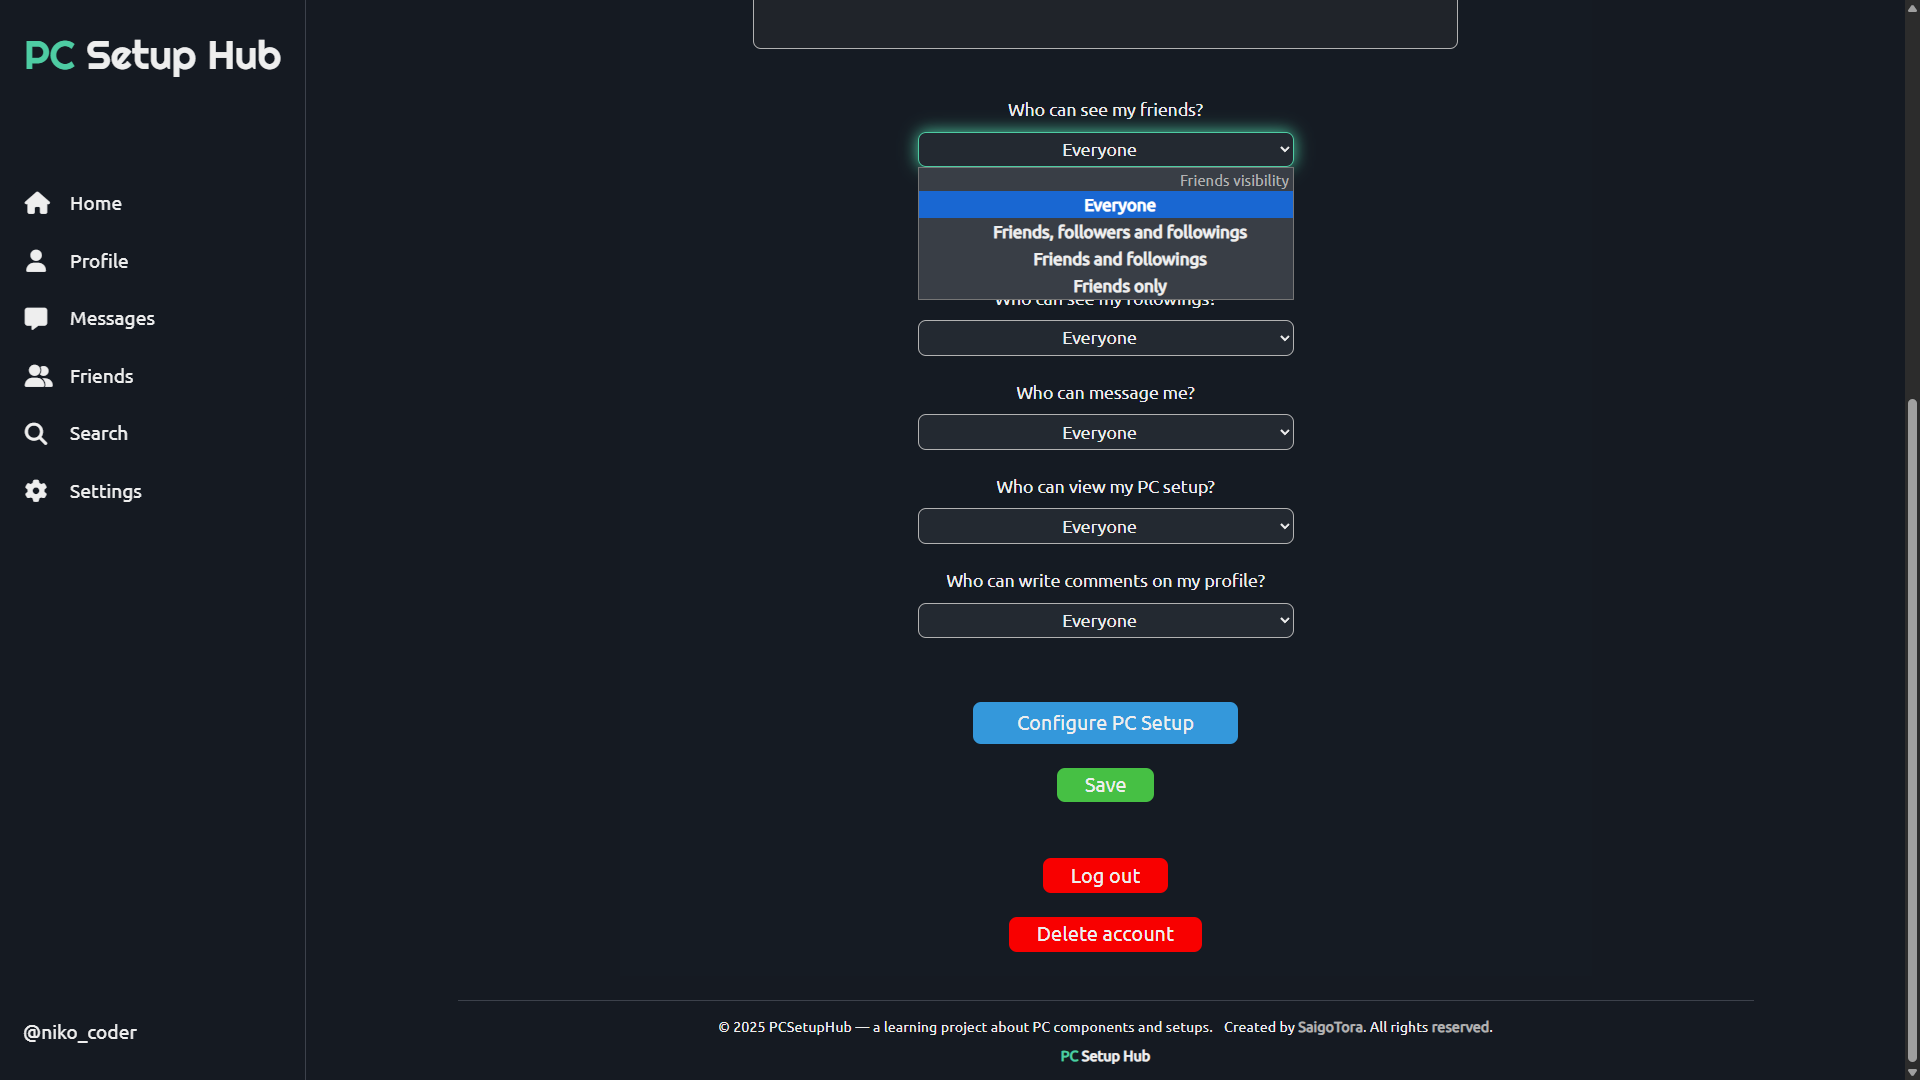 PC Setup Hub
Home
Profile
Messages
Friends
Search
Settings
@niko_coder
Who can see my friends?
Everyone
Friends visibility
Everyone
Friends, followers and followings
Friends and followings
Friends only
Who can see my followings?
Everyone
Who can message me?
Everyone
Who can view my PC setup?
Everyone
Who can write comments on my profile?
Everyone
Configure PC Setup
Save
Log out
Delete account
© 2025 PCSetupHub — a learning project about PC components and setups. Created by SaigoTora. All rights reserved.
PC Setup Hub